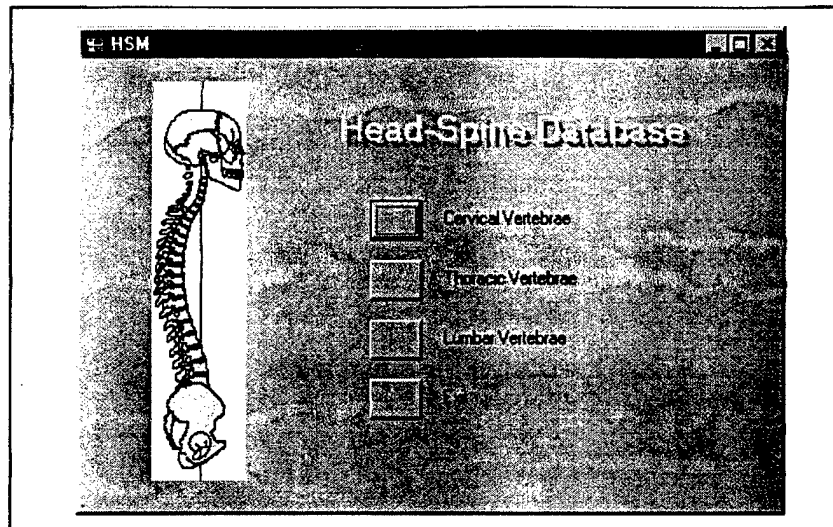 HSM
Head-Spine Database
Cervical Vertebrae
Thoracic Vertebrae
Lumbar Vertebrae